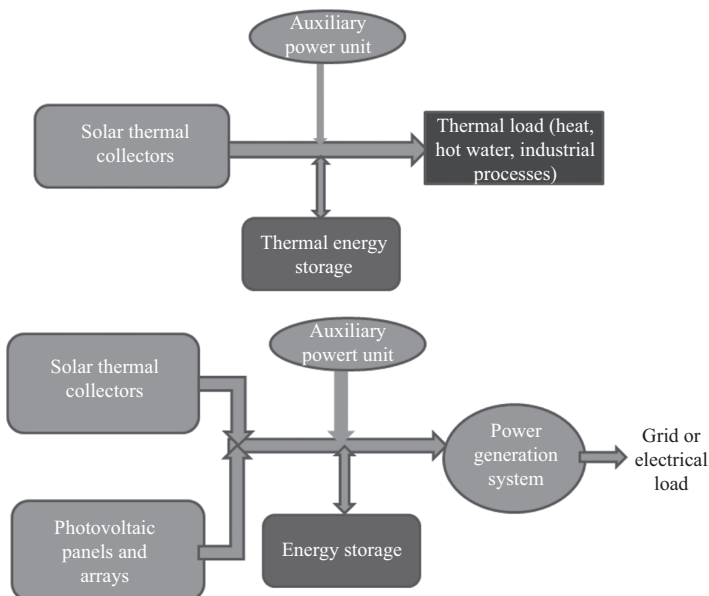 Auxiliary
power unit
Solar thermal
collectors
Thermal load (heat,
hot water, industrial
processes)
Thermal energy
storage
Auxiliary
powert unit
Solar thermal
collectors
Power
generation
system
Grid or
electrical
load
Photovoltaic
panels and
arrays
Energy storage